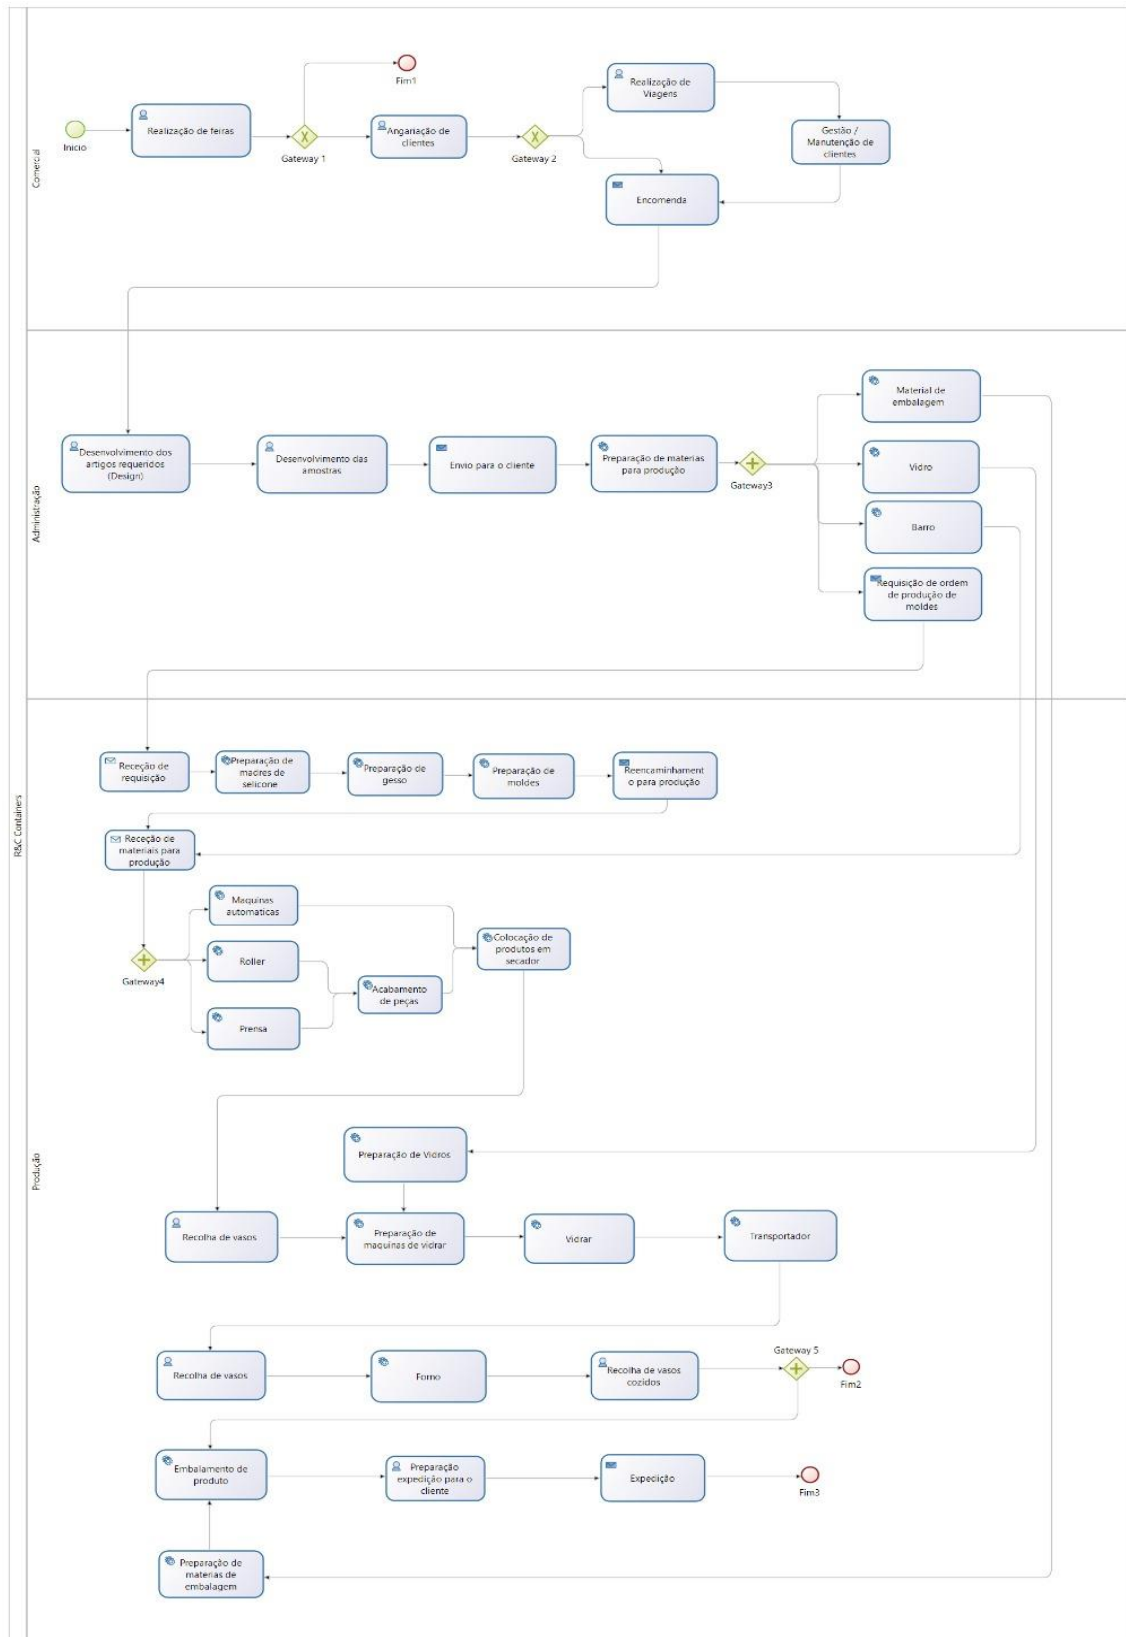 R&C Containers
Comercial
Inicio
Realização de feiras
Gateway 1
Fim1
Angariação de
clientes
Gateway 2
Realização de
Viagens
Gestão /
Manutenção de
clientes
Encomenda
Administração
Desenvolvimento dos
artigos requeridos
(Design)
Desenvolvimento das
amostras
Envio para o cliente
Preparação de materias
para produção
Gateway3
Material de
embalagem
Vidro
Barro
Requisição de ordem
de produção de
moldes
Produção
Receção de
requisição
Preparação de
madres de
selicone
Preparação de
gesso
Preparação de
moldes
Reencaminhament
o para produção
Receção de
materiais para
produção
Gateway4
Maquinas
automaticas
Roller
Prensa
Acabamento
de peças
Colocação de
produtos em
secador
Preparação de Vidros
Recolha de vasos
Preparação de
maquinas de vidrar
Vidrar
Transportador
Recolha de vasos
Forno
Recolha de vasos
cozidos
Gateway 5
Fim2
Embalamento de
produto
Preparação
expedição para o
cliente
Expedição
Fim3
Preparação de
materias de
embalagem